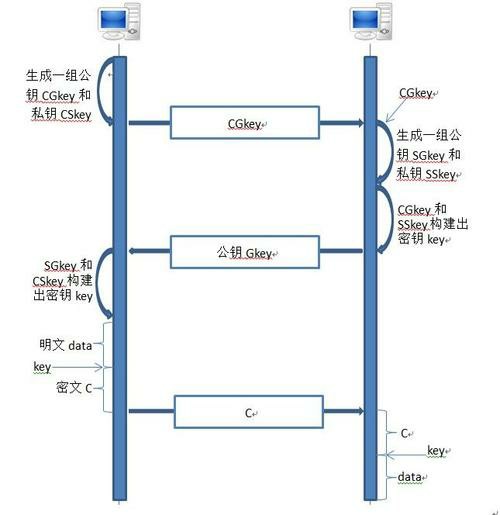 生成一组公
钥 CGkey 和
私钥 CSkey
CGkey
CGkey
生成一组公
钥 SGkey 和
私钥 SSkey
CGkey 和
SSkey 构建出
密钥 key
公钥 Gkey
SGkey 和
CSkey 构建
出密钥 key
明文 data
key
密文 C
C
C
key
data